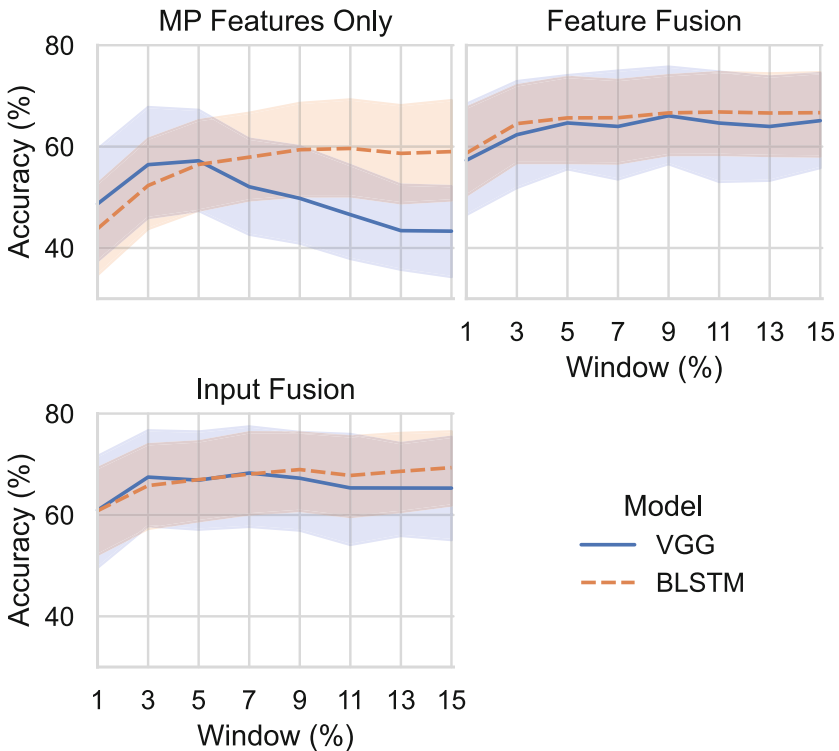 MP Features Only
Feature Fusion
Accuracy (%)
80
60
40
1 3 5 7 9 11 13 15
Window (%)
Input Fusion
Accuracy (%)
80
60
40
1 3 5 7 9 11 13 15
Window (%)
Model
VGG
BLSTM